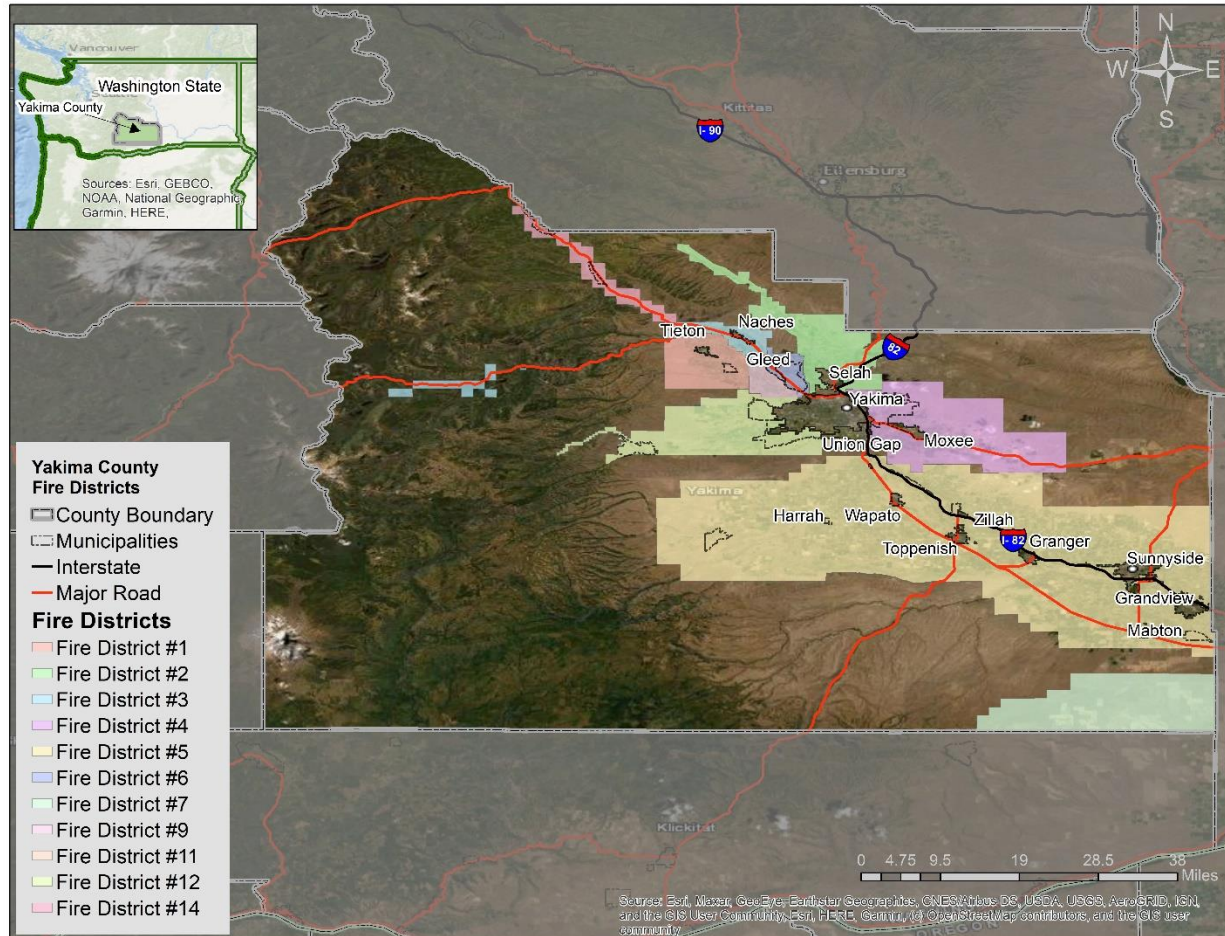 Vancouver
Washington State
Seattle
Yakima County
Sources: Esri, GEBCO,
NOAA, National Geographic,
Garmin, HERE,
N
W
E
S
Kittitas
I- 90
Ellensburg
Naches
Tieton
Gleed
82
Selah
Yakima
Union Gap
Moxee
Yakima
Harrah
Wapato
Zillah
I- 82
Granger
Toppenish
Sunnyside
Grandview
Mabton
Yakima County
Fire Districts
County Boundary
Municipalities
Interstate
Major Road
Fire Districts
Fire District #1
Fire District #2
Fire District #3
Fire District #4
Fire District #5
Fire District #6
Fire District #7
Fire District #9
Fire District #11
Fire District #12
Fire District #14
Klickitat
0 4.75 9.5 19 28.5 38
Miles
Source: Esri, Maxar, GeoEye, Earthstar Geographics, CNES/Airbus DS, USDA, USGS, AeroGRID, IGN,
and the GIS User Community, Esri, HERE, Garmin, (c) OpenStreetMap contributors, and the GIS user
community
OREGON